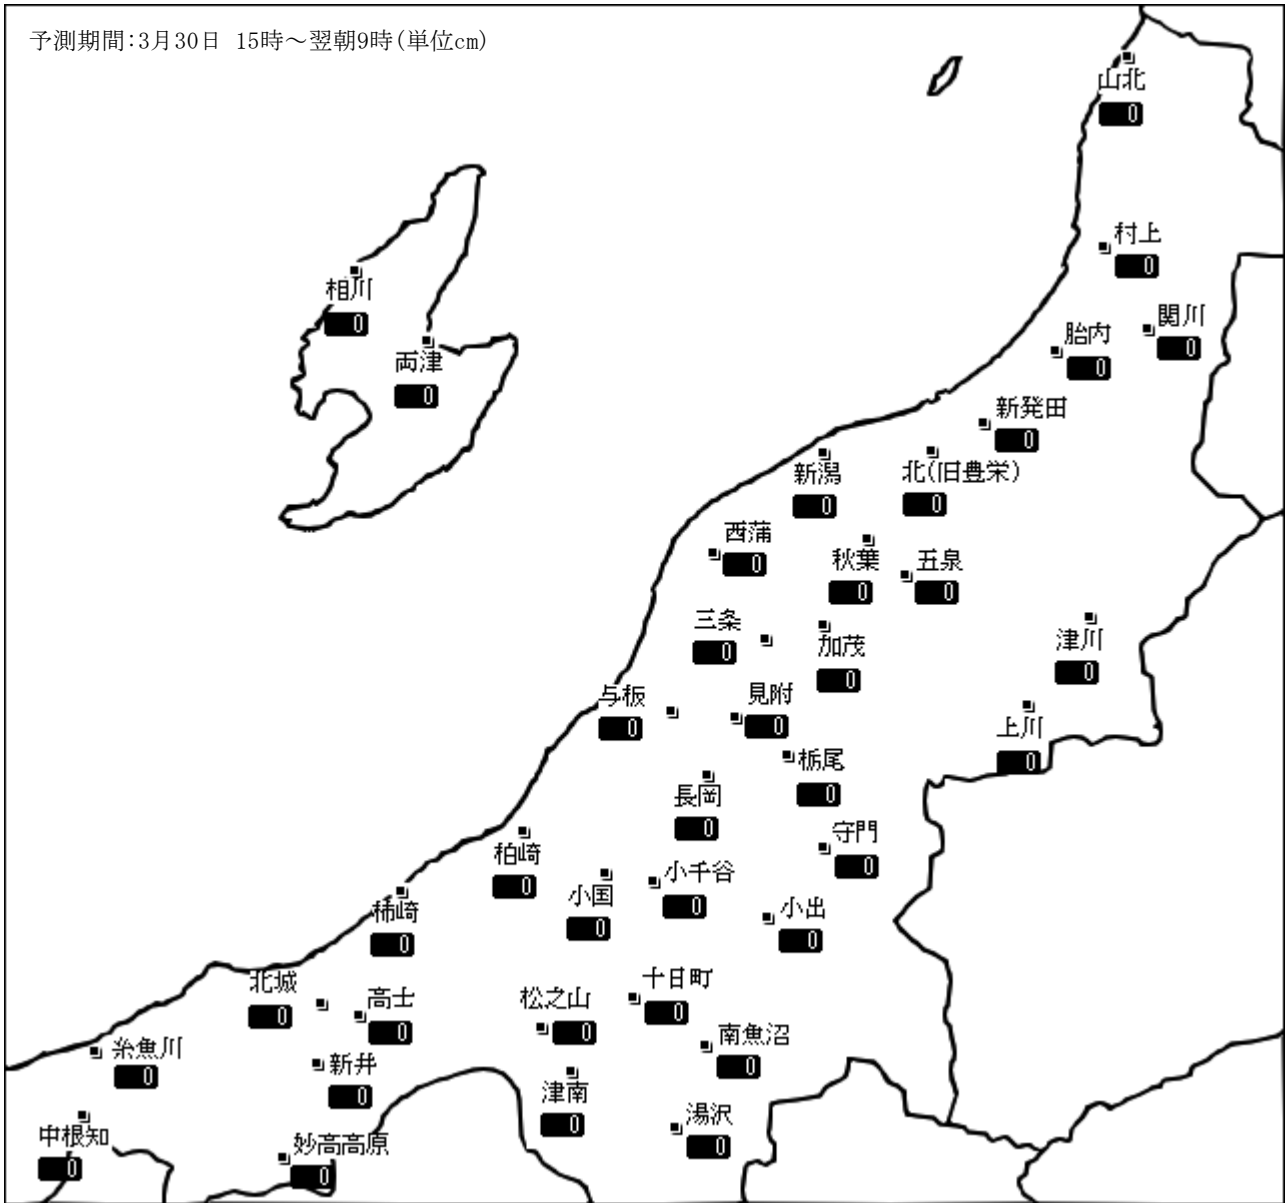 予測期間:3月30日 15時～翌朝9時(単位cm)
山北
0
村上
0
関川
0
胎内
0
相川
0
両津
0
新発田
0
新潟
0
北(旧豊栄)
0
西蒲
0
秋葉
0
五泉
0
三条
0
加茂
0
津川
0
与板
0
見附
0
上川
0
栃尾
0
長岡
0
守門
0
柏崎
0
小国
0
小千谷
0
小出
0
柿崎
0
北城
0
高士
0
松之山
0
十日町
0
南魚沼
0
糸魚川
0
新井
0
津南
0
湯沢
0
中根知
0
妙高高原
0